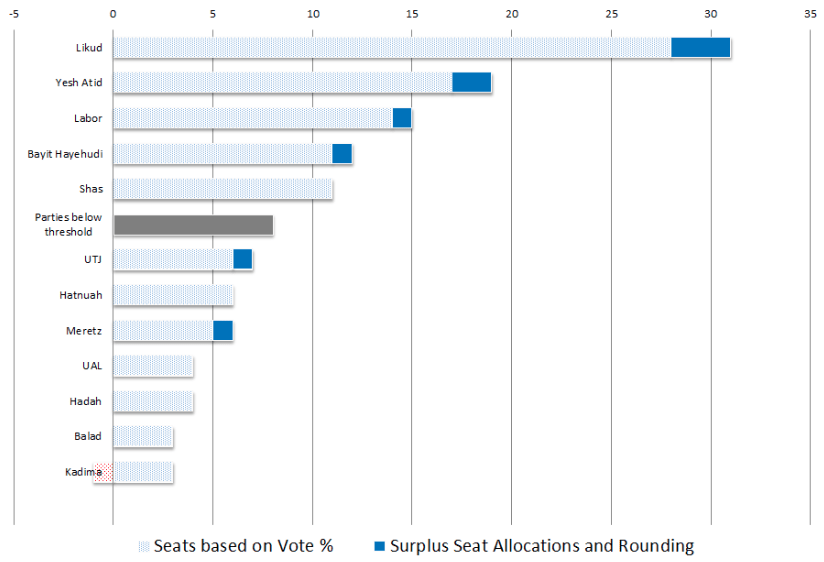 -5 0 5 10 15 20 25 30 35
Likud
Yesh Atid
Labor
Bayit Hayehudi
Shas
Parties below
threshold
UTJ
Hatnuah
Meretz
UAL
Hadah
Balad
Kadima
Seats based on Vote % Surplus Seat Allocations and Rounding